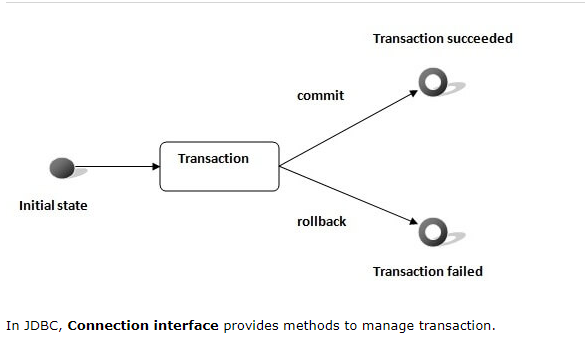 Transaction succeeded
commit
Transaction
Initial state
rollback
Transaction failed
In JDBC, Connection interface provides methods to manage transaction.